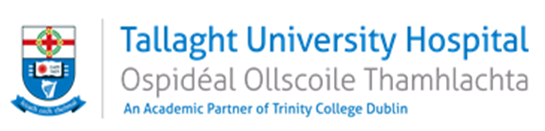 Tallaght University Hospital
Ospidéal Ollscoile Thamhlachta
An Academic Partner of Trinity College Dublin